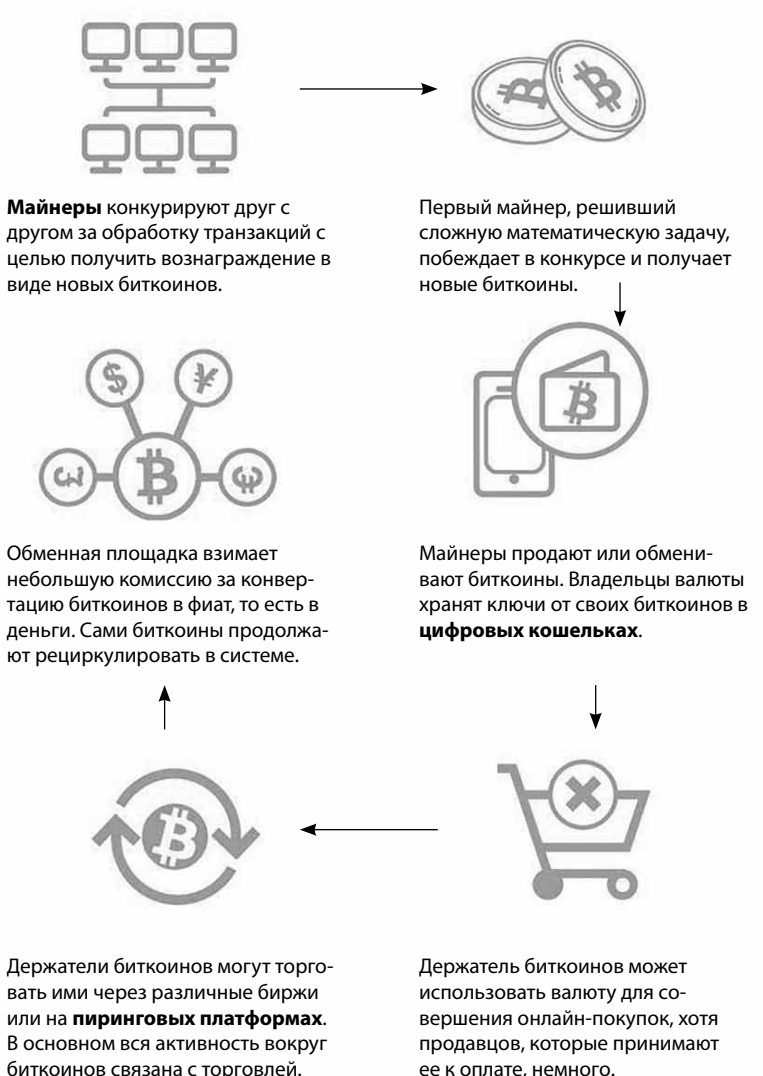 Майнеры конкурируют друг с
другом за обработку транзакций с
целью получить вознаграждение в
виде новых биткоинов.
Первый майнер, решивший
сложную математическую задачу,
побеждает в конкурсе и получает
новые биткоины.
Обменная площадка взимает
небольшую комиссию за конвер-
тацию биткоинов в фиат, то есть в
деньги. Сами биткоины продолжа-
ют рециркулировать в системе.
Майнеры продают или обмени-
вают биткоины. Владельцы валюты
хранят ключи от своих биткоинов в
цифровых кошельках.
Держатели биткоинов могут торго-
вать ими через различные биржи
или на пиринговых платформах.
В основном вся активность вокруг
биткоинов связана с торговлей.
Держатель биткоинов может
использовать валюту для со-
вершения онлайн-покупок, хотя
продавцов, которые принимают
ее к оплате, немного.